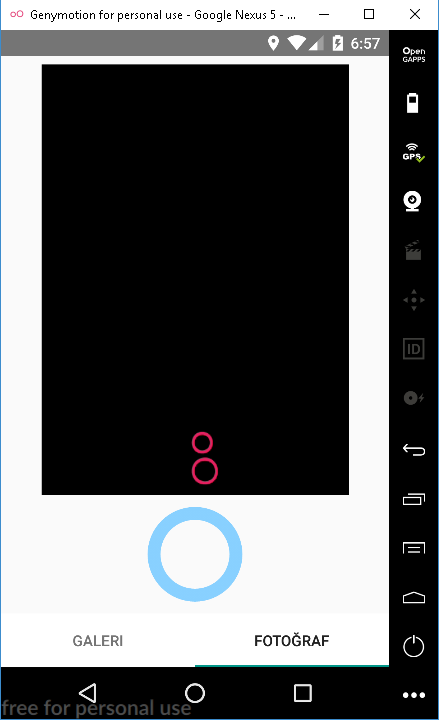 Genymotion for personal use - Google Nexus 5 - ...
6:57
Open
GAPPS
GPS
ID
GALERI
FOTOĞRAF
free for personal use